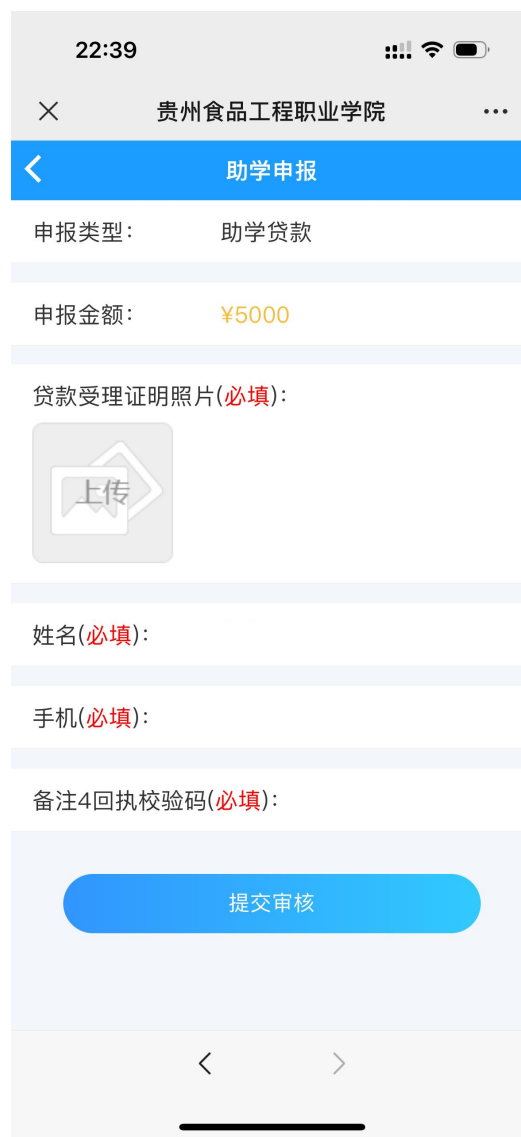 22:39
贵州食品工程职业学院
助学申报
申报类型: 助学贷款
申报金额: ¥5000
贷款受理证明照片(必填):
上传
姓名(必填):
手机(必填):
备注4回执校验码(必填):
提交审核